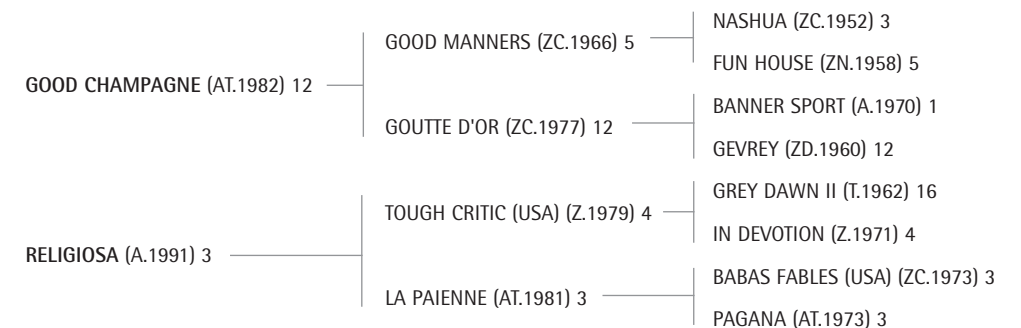 NASHUA (ZC.1952) 3
GOOD MANNERS (ZC.1966) 5
FUN HOUSE (ZN.1958) 5
GOOD CHAMPAGNE (AT.1982) 12
BANNER SPORT (A.1970) 1
GOUTTE D'OR (ZC.1977) 12
GEVREY (ZD.1960) 12
GREY DAWN II (T.1962) 16
TOUGH CRITIC (USA) (Z.1979) 4
IN DEVOTION (Z.1971) 4
RELIGIOSA (A.1991) 3
BABAS FABLES (USA) (ZC.1973) 3
LA PAIENNE (AT.1981) 3
PAGANA (AT.1973) 3